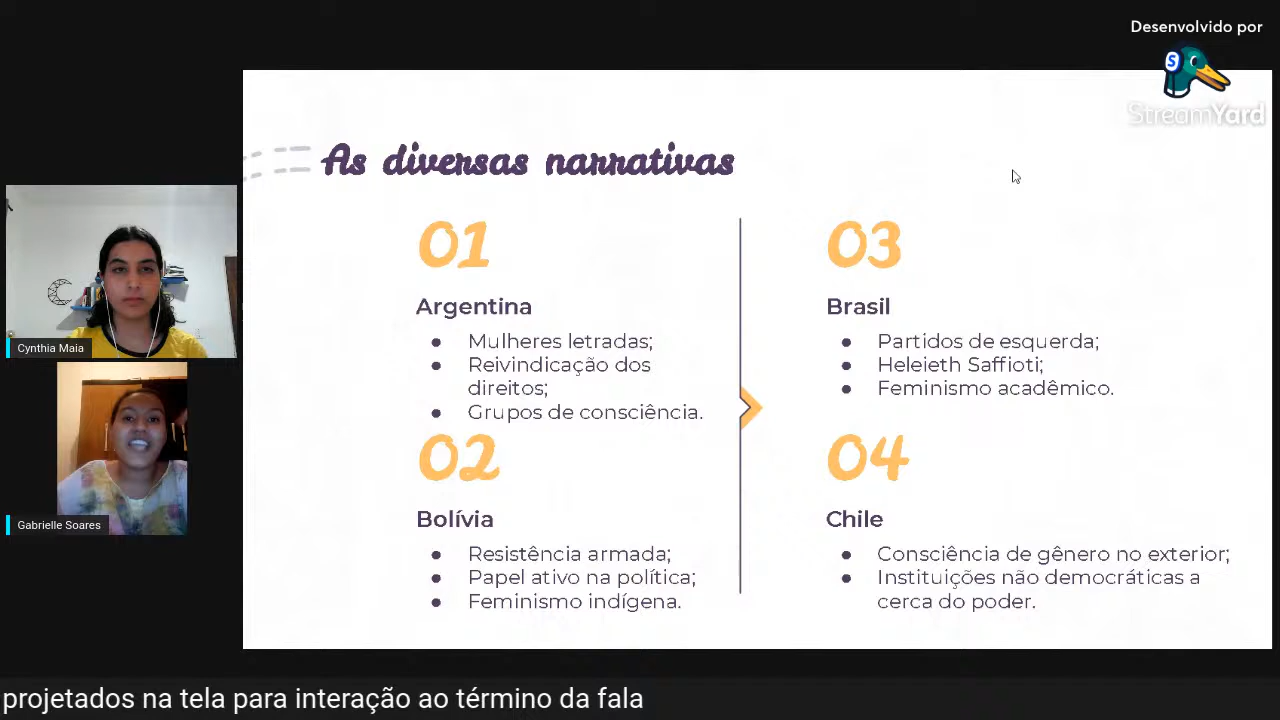 Desenvolvido por
StreamYard
As diversas narrativas
01
Argentina
● Mulheres letradas;
● Reivindicação dos
direitos;
● Grupos de consciência.
02
Bolívia
● Resistência armada;
● Papel ativo na política;
● Feminismo indígena.
03
Brasil
● Partidos de esquerda;
● Heleieth Saffioti;
● Feminismo acadêmico.
04
Chile
● Consciência de gênero no exterior;
● Instituições não democráticas a
cerca do poder.
Cynthia Maia
Gabrielle Soares
projetados na tela para interação ao término da fala